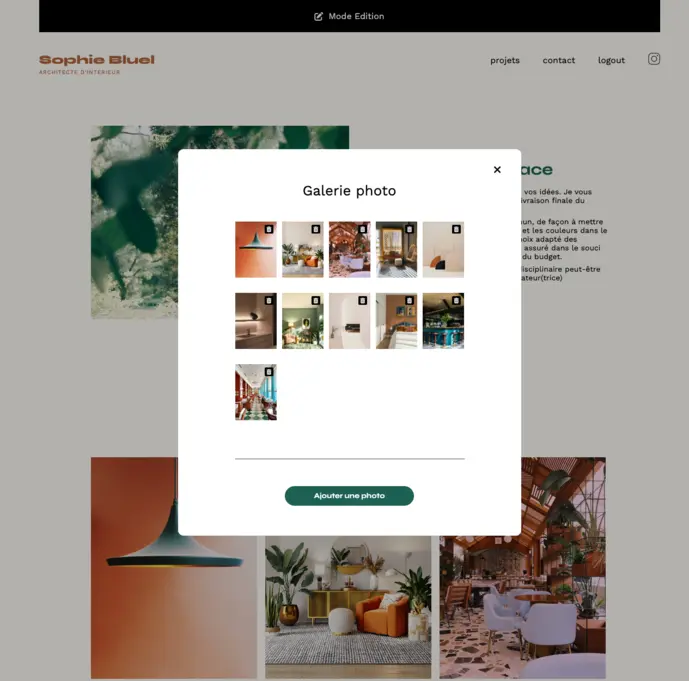 Mode Edition
Sophie Bluel
ARCHITECTE D'INTERIEUR
projets
contact
logout
ace
vos idées. Je vous
ivraison finale du
un, de façon à mettre
et les couleurs dans le
oix adapté des
assuré dans le souci
du budget.
disciplinaire peut-être
ateur(trice)
Galerie photo
Ajouter une photo